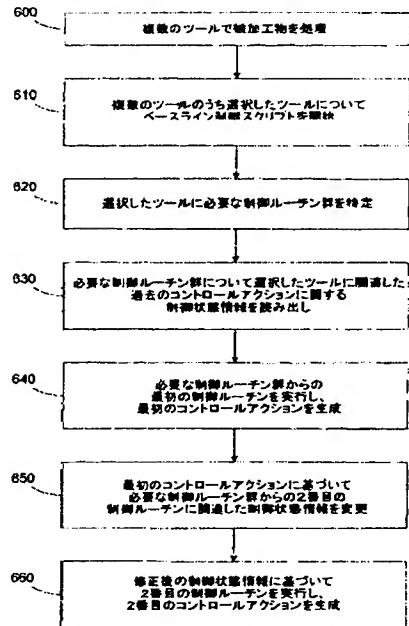 600
複数のツールで被加工物を処理
610
複数のツールのうち選択したツールについて
ベースライン制御スクリプトを開始
620
選択したツールに必要な制御ルーチン群を特定
630
必要な制御ルーチン群について選択したツールに関連した
過去のコントロールアクションに関する
制御状態情報を読み出し
640
必要な制御ルーチン群からの
最初の制御ルーチンを実行し、
最初のコントロールアクションを生成
650
最初のコントロールアクションに基づいて
必要な制御ルーチン群からの2番目の
制御ルーチンに関連した制御状態情報を変更
660
修正後の制御状態情報に基づいて
2番目の制御ルーチンを実行し、
2番目のコントロールアクションを生成